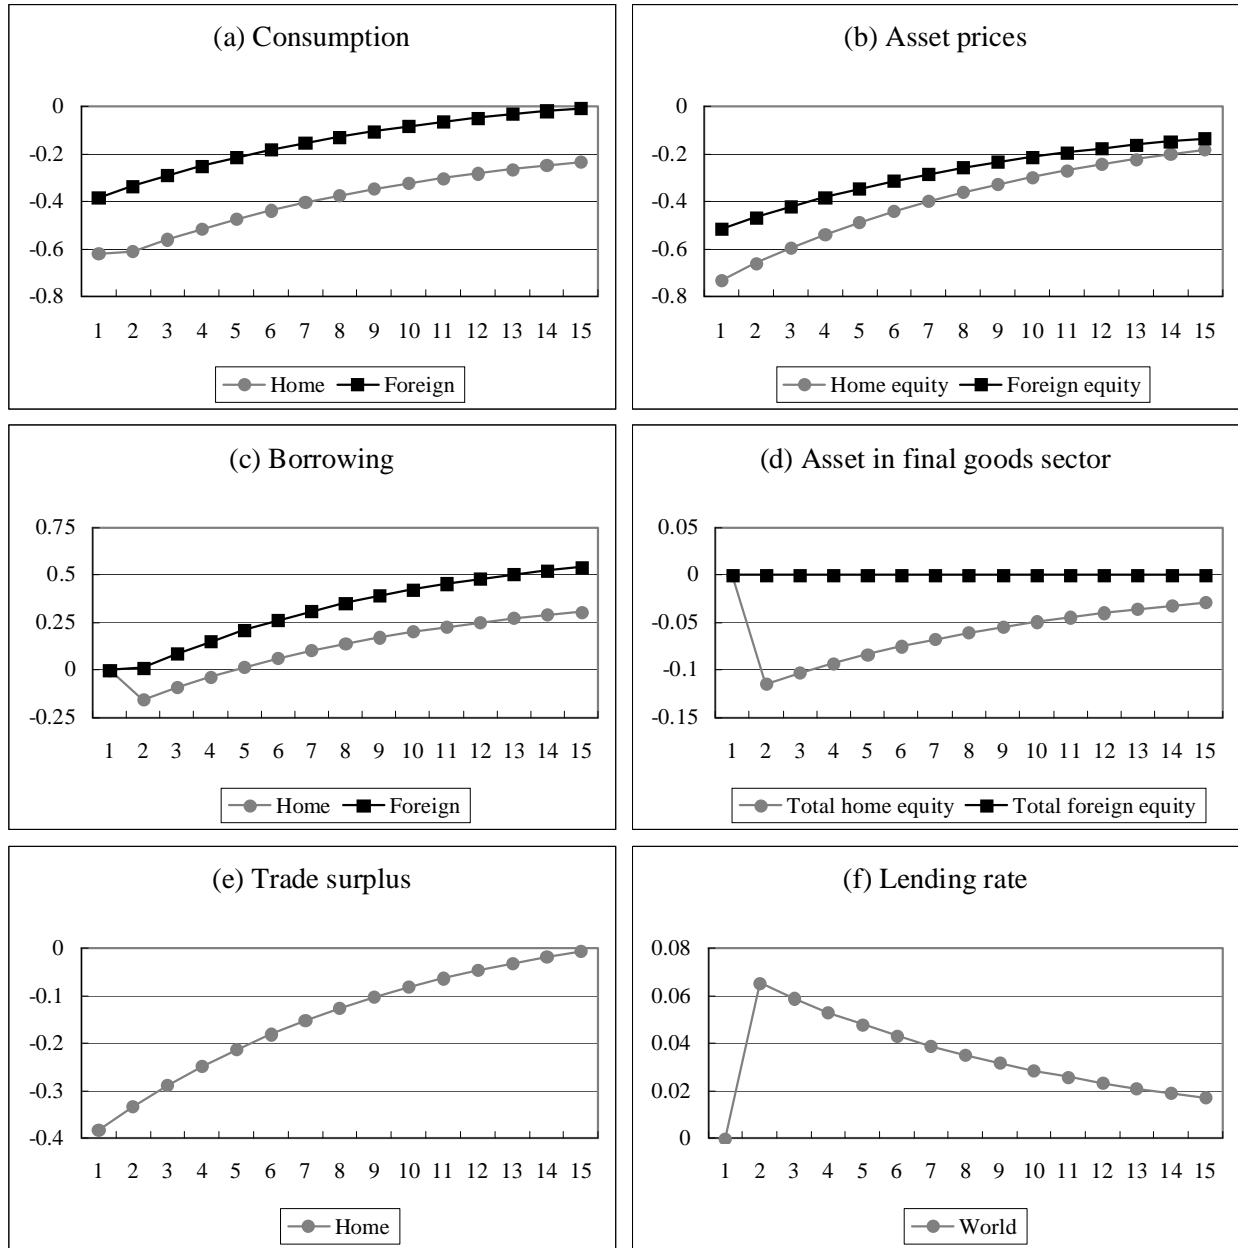 (a) Consumption
0
-0.2
-0.4
-0.6
-0.8
1 2 3 4 5 6 7 8 9 10 11 12 13 14 15
Home Foreign
(b) Asset prices
0
-0.2
-0.4
-0.6
-0.8
1 2 3 4 5 6 7 8 9 10 11 12 13 14 15
Home equity Foreign equity
(c) Borrowing
0.75
0.5
0.25
0
-0.25
1 2 3 4 5 6 7 8 9 10 11 12 13 14 15
Home Foreign
(d) Asset in final goods sector
0.05
0
-0.05
-0.1
-0.15
1 2 3 4 5 6 7 8 9 10 11 12 13 14 15
Total home equity Total foreign equity
(e) Trade surplus
0
-0.1
-0.2
-0.3
-0.4
1 2 3 4 5 6 7 8 9 10 11 12 13 14 15
Home
(f) Lending rate
0.08
0.06
0.04
0.02
0
1 2 3 4 5 6 7 8 9 10 11 12 13 14 15
World